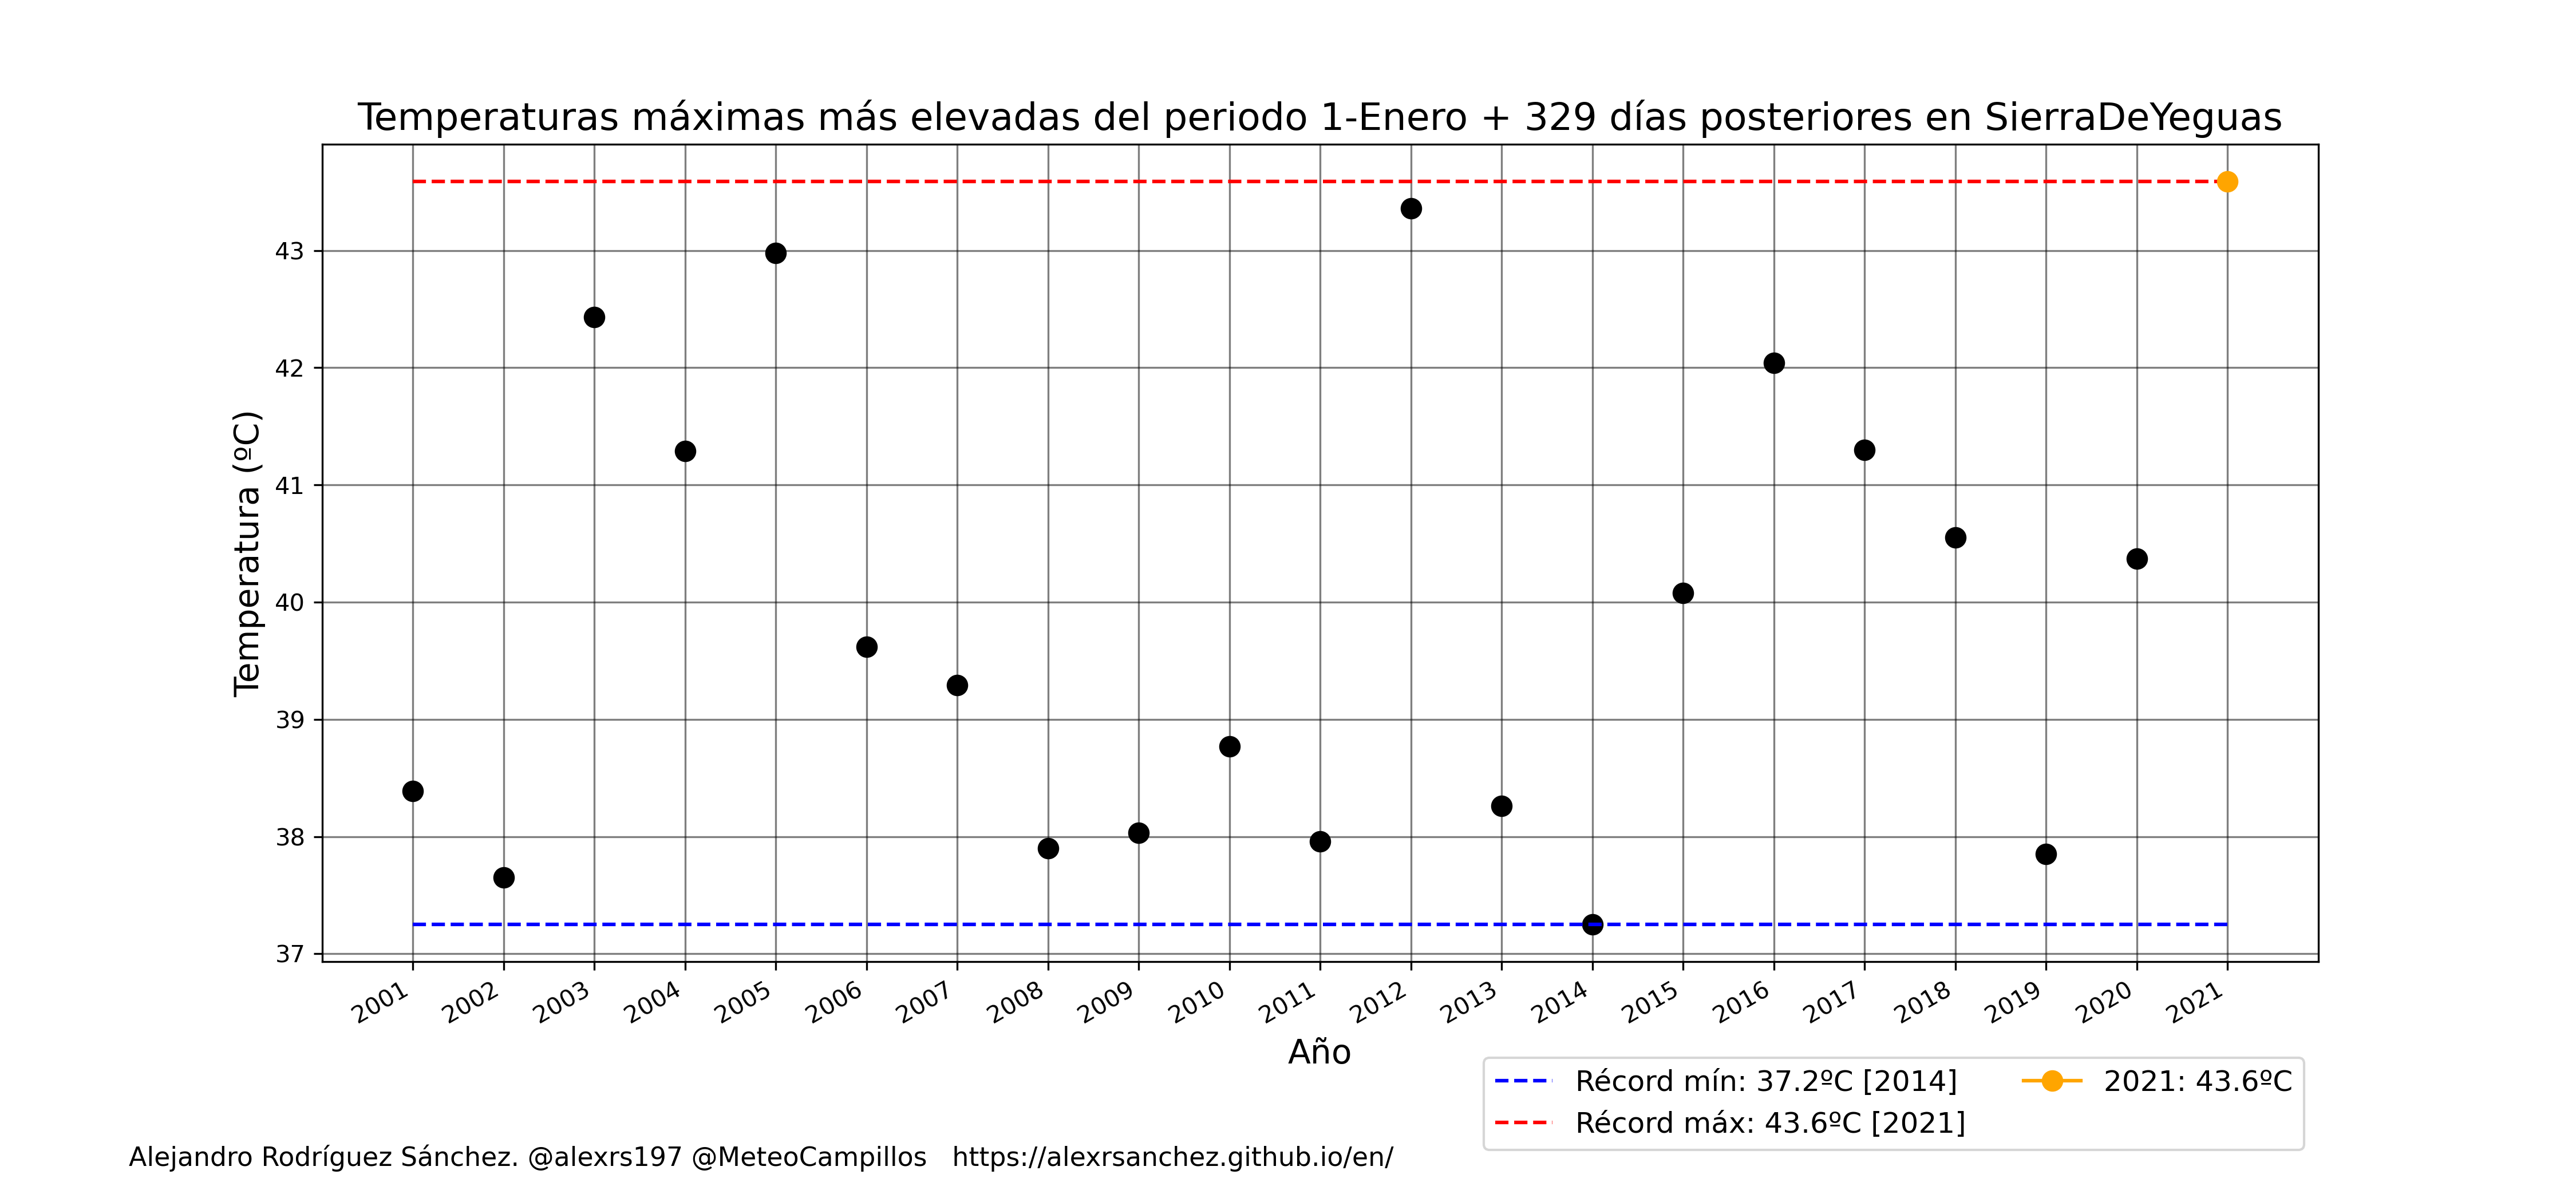 Temperaturas máximas más elevadas del periodo 1-Enero + 329 días posteriores en SierraDeYeguas
Temperatura (ºC)
43
42
41
40
39
38
37
2001 2002 2003 2004 2005 2006 2007 2008 2009 2010 2011 2012 2013 2014 2015 2016 2017 2018 2019 2020 2021
Año
Récord mín: 37.2ºC [2014]
Récord máx: 43.6ºC [2021]
2021: 43.6ºC
Alejandro Rodríguez Sánchez. @alexrs197 @MeteoCampillos https://alexrsanchez.github.io/en/